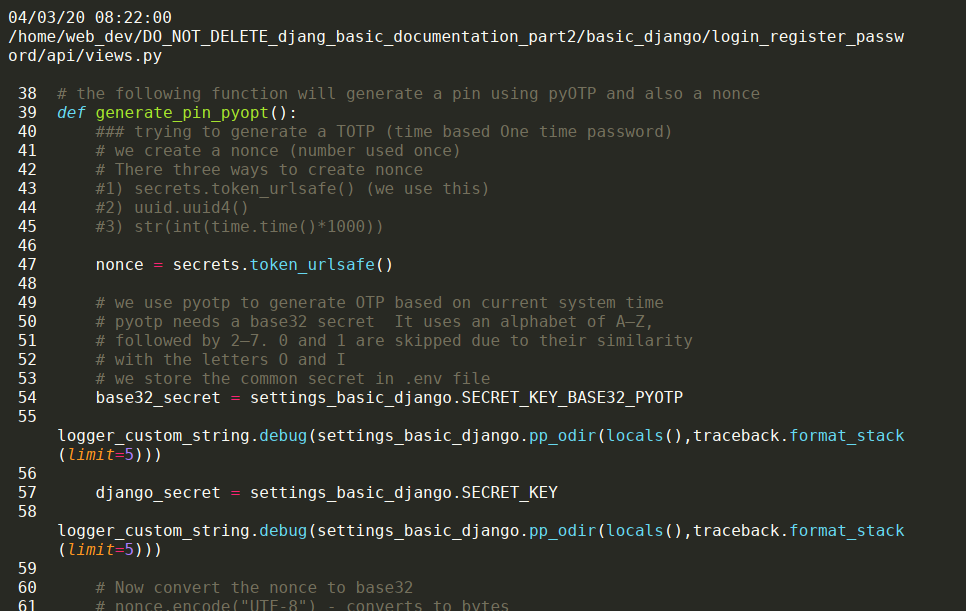 04/03/20 08:22:00
/home/web_dev/DO_NOT_DELETE_djang_basic_documentation_part2/basic_django/login_register_passw
ord/api/views.py
38 # the following function will generate a pin using pyOTP and also a nonce
39 def generate_pin_pyopt():
40 ### trying to generate a TOTP (time based One time password)
41 # we create a nonce (number used once)
42 # There three ways to create nonce
43 #1) secrets.token_urlsafe() (we use this)
44 #2) uuid.uuid4()
45 #3) str(int(time.time()*1000))
46
47 nonce = secrets.token_urlsafe()
48
49 # we use pyotp to generate OTP based on current system time
50 # pyotp needs a base32 secret  It uses an alphabet of A–Z,
51 # followed by 2–7. 0 and 1 are skipped due to their similarity
52 # with the letters O and I
53 # we store the common secret in .env file
54 base32_secret = settings_basic_django.SECRET_KEY_BASE32_PYOTP
55
logger_custom_string.debug(settings_basic_django.pp_odir(locals(),traceback.format_stack
(limit=5)))
56
57 django_secret = settings_basic_django.SECRET_KEY
58
logger_custom_string.debug(settings_basic_django.pp_odir(locals(),traceback.format_stack
(limit=5)))
59
60 # Now convert the nonce to base32
61 # nonce.encode("UTF-8") - converts to bytes